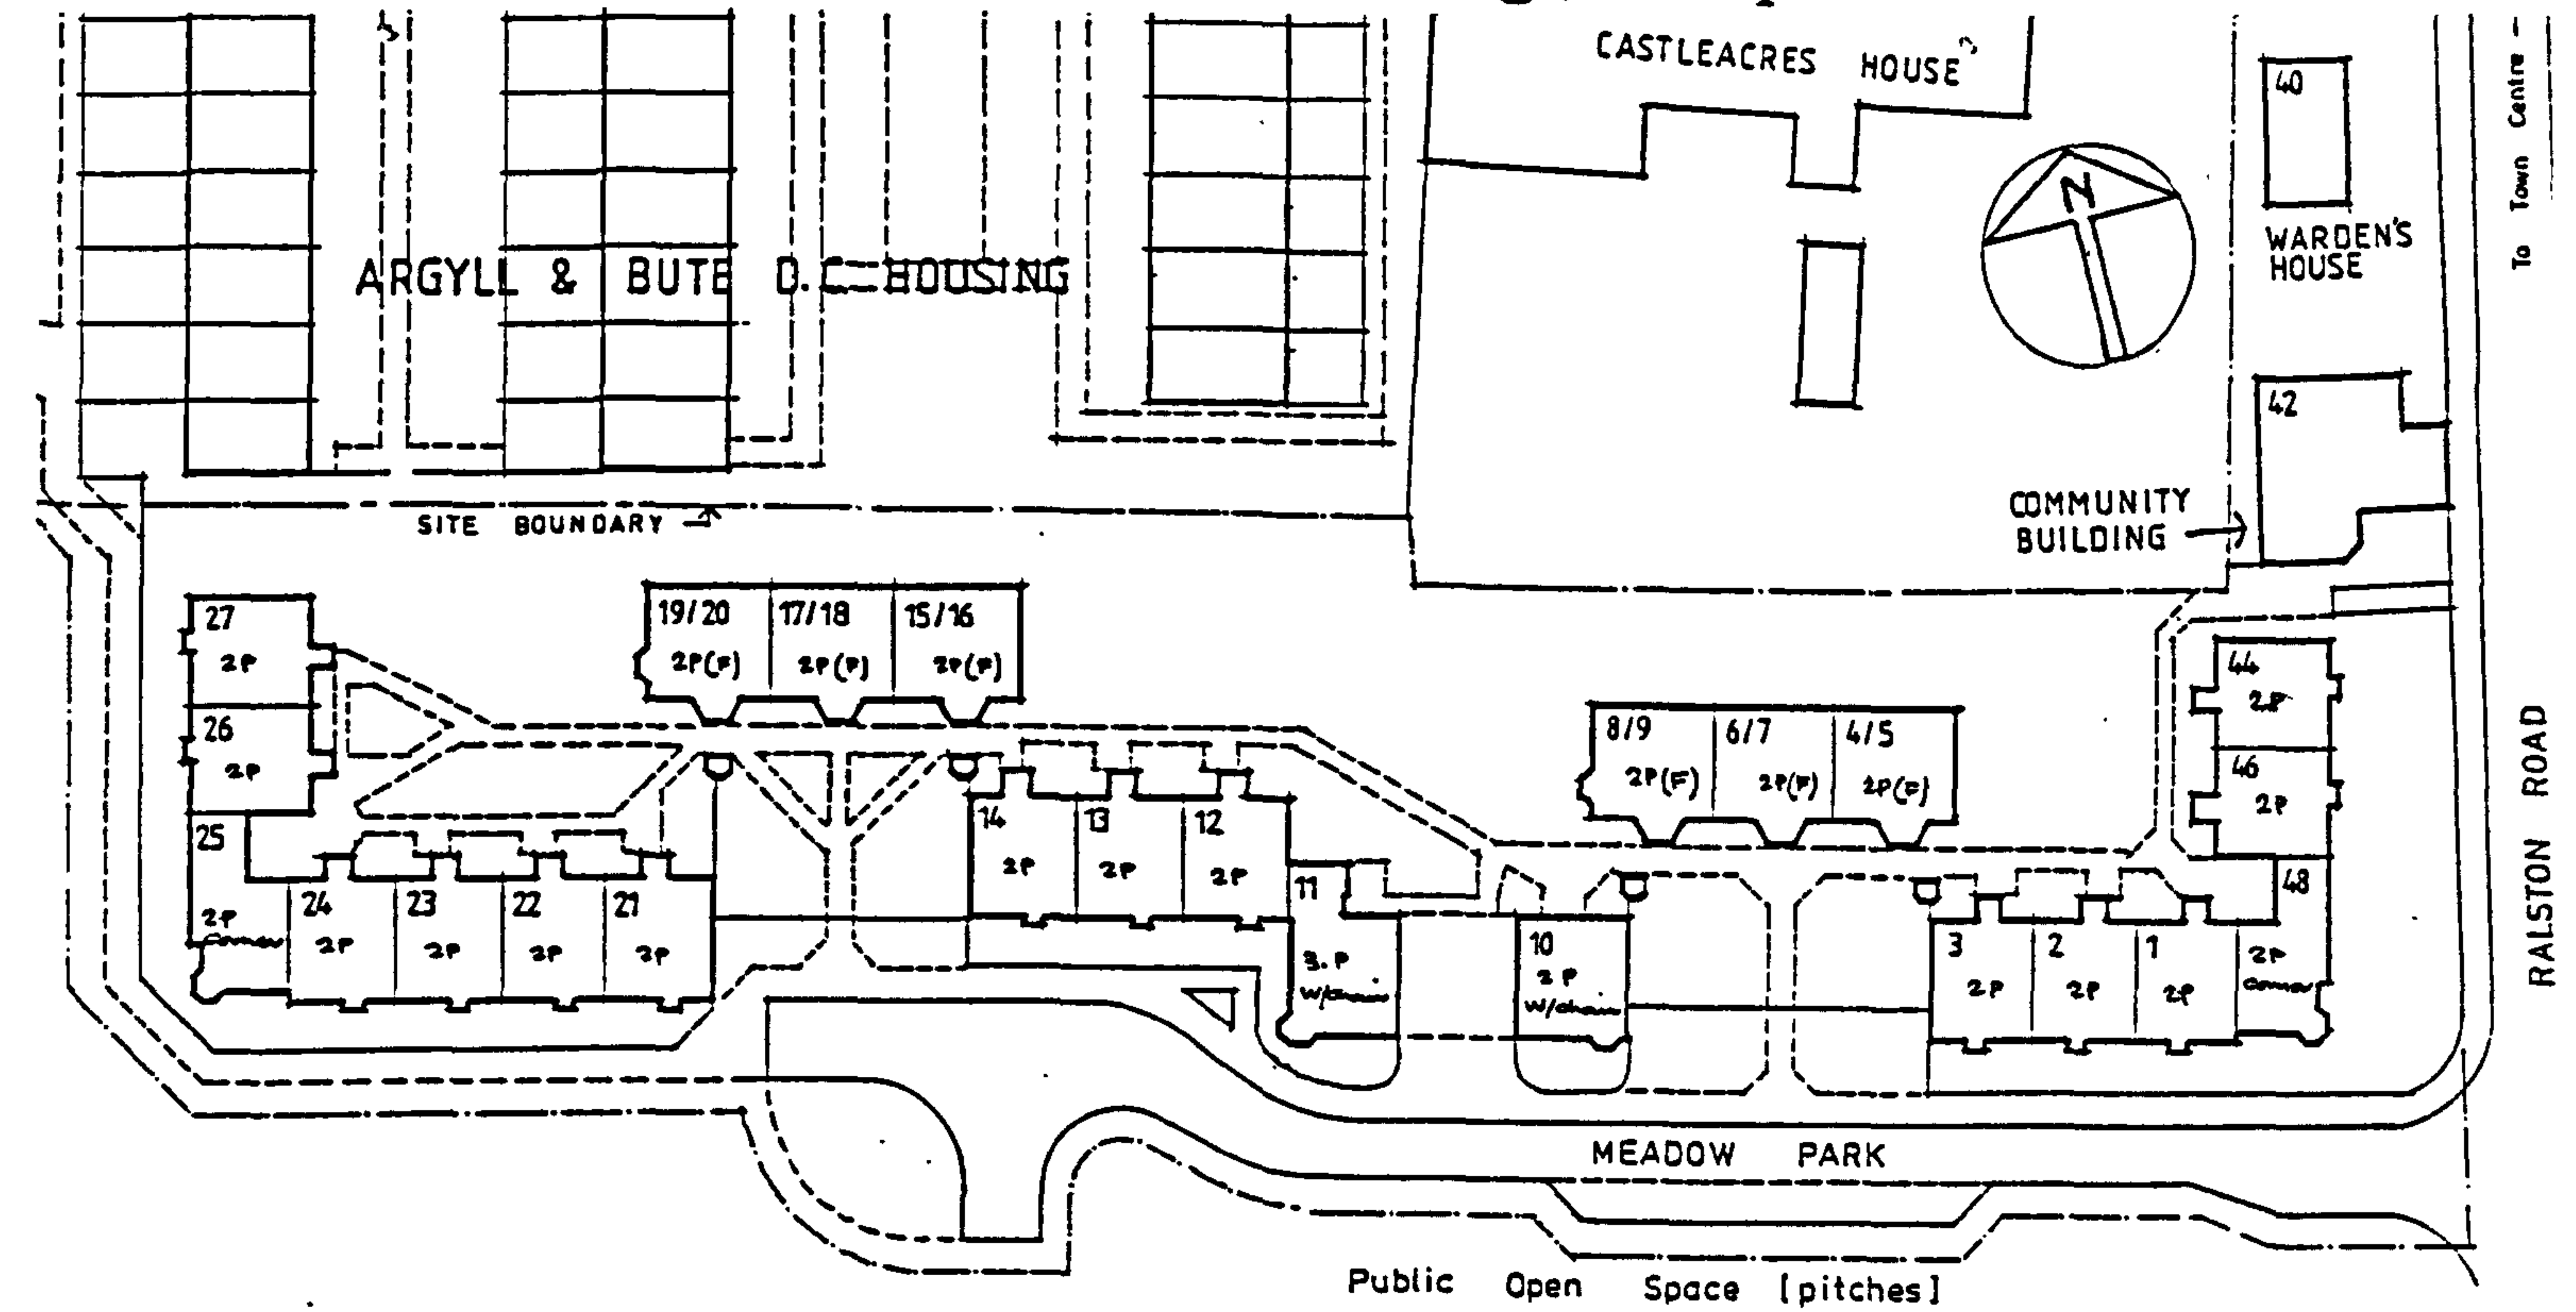 CASTLEACRES HOUSE
40
To Town Centre -
N
WARDEN'S
HOUSE
ARGYLL & BUTE D.C. HOUSING
42
COMMUNITY
BUILDING
SITE BOUNDARY
27
2P
26
2P
25
2P
corner
24
2P
23
2P
22
2P
21
2P
19/20
2P(F)
17/18
2P(F)
15/16
2P(F)
14
2P
13
2P
12
2P
11
3.P
W/chair
10
2P
W/chair
8/9
2P(F)
6/7
2P(F)
4/5
2P(F)
3
2P
2
2P
1
2P
44
2P
46
2P
48
2P
corner
RALSTON ROAD
MEADOW PARK
Public Open Space [pitches]